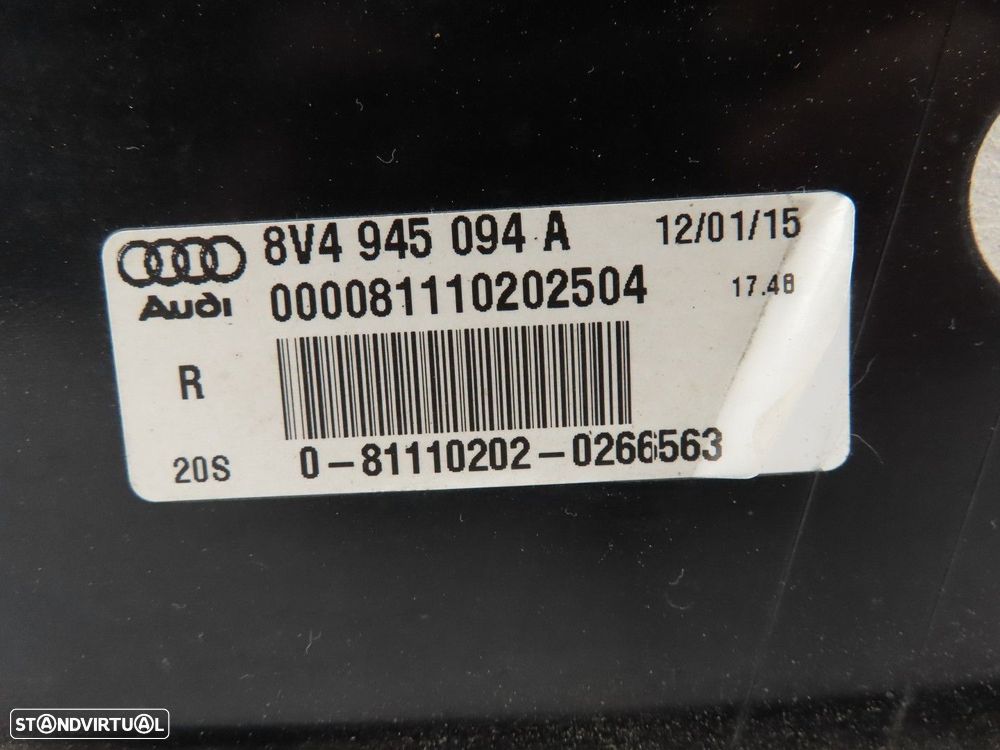 8V4 945 094 A 12/01/15
Audi 000081110202504 17.48
R
20S 0-81110202-0266563
STANDVIRTUAL